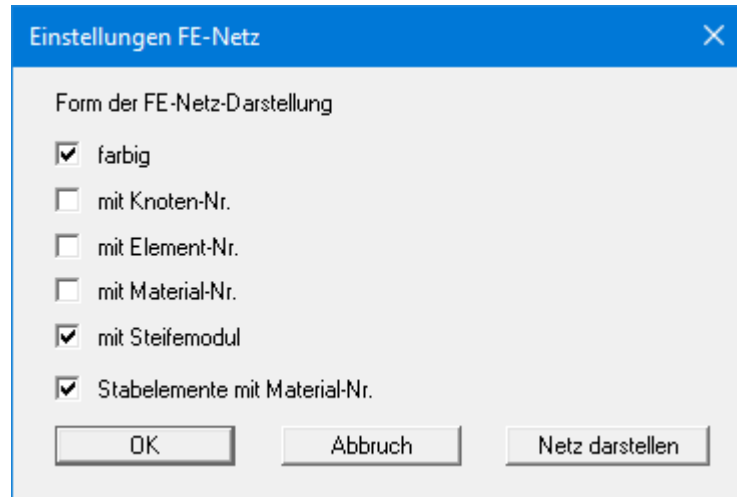 Einstellungen FE-Netz
Form der FE-Netz-Darstellung
farbig
mit Knoten-Nr.
mit Element-Nr.
mit Material-Nr.
mit Steifemodul
Stabelemente mit Material-Nr.
OK Abbruch Netz darstellen